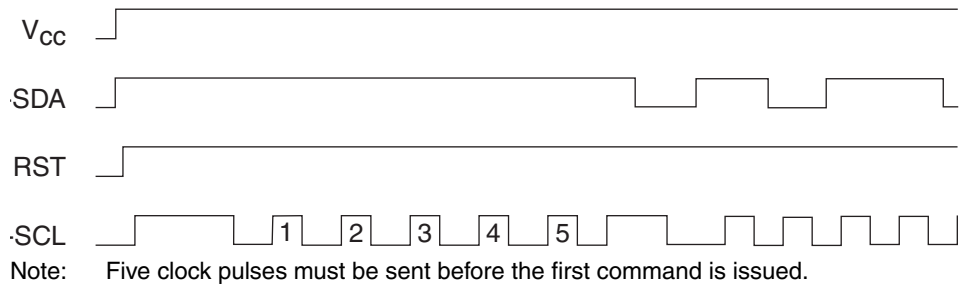 VCC
-SDA
RST
-SCL 1 2 3 4 5
Note: Five clock pulses must be sent before the first command is issued.